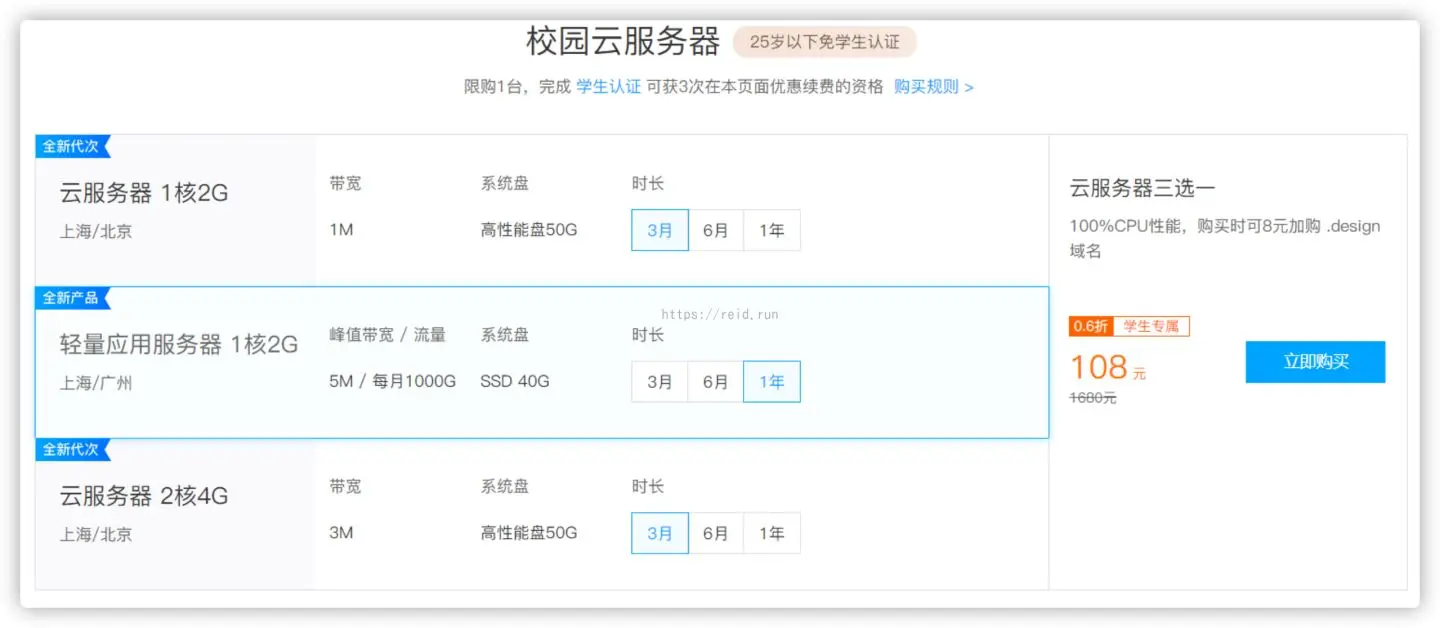 校园云服务器 25岁以下免学生认证
限购1台，完成 学生认证 可获3次在本页面优惠续费的资格 购买规则 >
全新代次
云服务器 1核2G
上海/北京
带宽 系统盘 时长
1M 高性能盘50G 3月 6月 1年
全新产品
轻量应用服务器 1核2G
上海/广州
https://reid.run
峰值带宽 / 流量 系统盘 时长
5M / 每月1000G SSD 40G 3月 6月 1年
全新代次
云服务器 2核4G
上海/北京
带宽 系统盘 时长
3M 高性能盘50G 3月 6月 1年
云服务器三选一
100%CPU性能，购买时可8元加购 .design
域名
0.6折 学生专属
108 元
1680元
立即购买